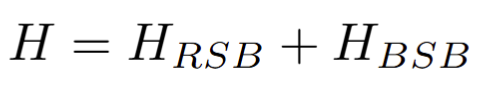 H = H_{RSB} + H_{BSB}